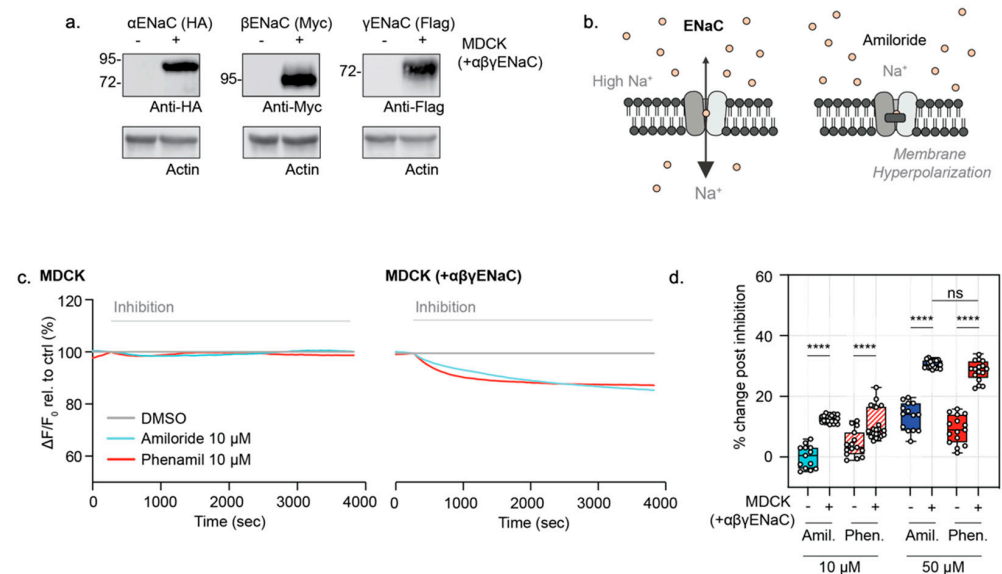 a.
αENaC (HA) βENaC (Myc) γENaC (Flag)
- + - + - + MDCK
(+αβγENaC)
95-
72-
95-
72-
Anti-HA Anti-Myc Anti-Flag
Actin Actin Actin
b.
ENaC
High Na⁺
Na⁺
Amiloride
Na⁺
Membrane
Hyperpolarization
c. MDCK
MDCK (+αβγENaC)
ΔF/F₀ rel. to ctrl (%)
120
100
80
60
Inhibition
Inhibition
DMSO
Amiloride 10 µM
Phenamil 10 µM
0 1000 2000 3000 4000
Time (sec)
0 1000 2000 3000 4000
Time (sec)
d.
% change post inhibition
60
40
20
0
ns
**** ****
**** ****
MDCK - + - + - + - +
(+αβγENaC)
Amil. Phen. Amil. Phen.
10 µM 50 µM